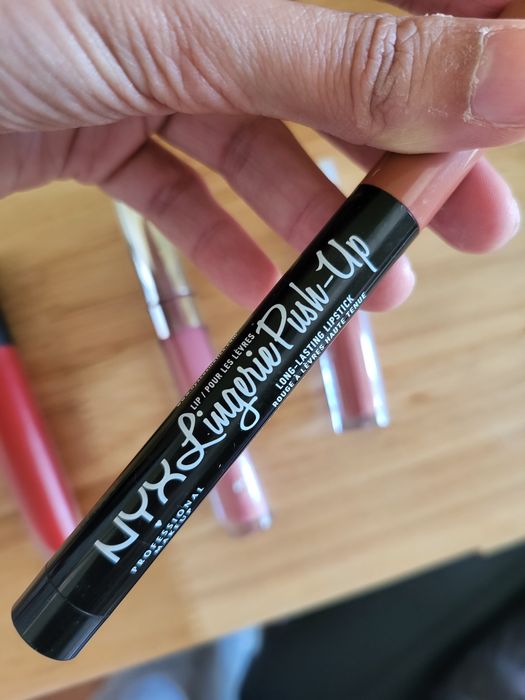 NYX
PROFESSIONAL
MAKEUP
LIP / POUR LES LÈVRES
Lingerie Push-Up
LONG-LASTING LIPSTICK
ROUGE À LÈVRES HAUTE TENUE